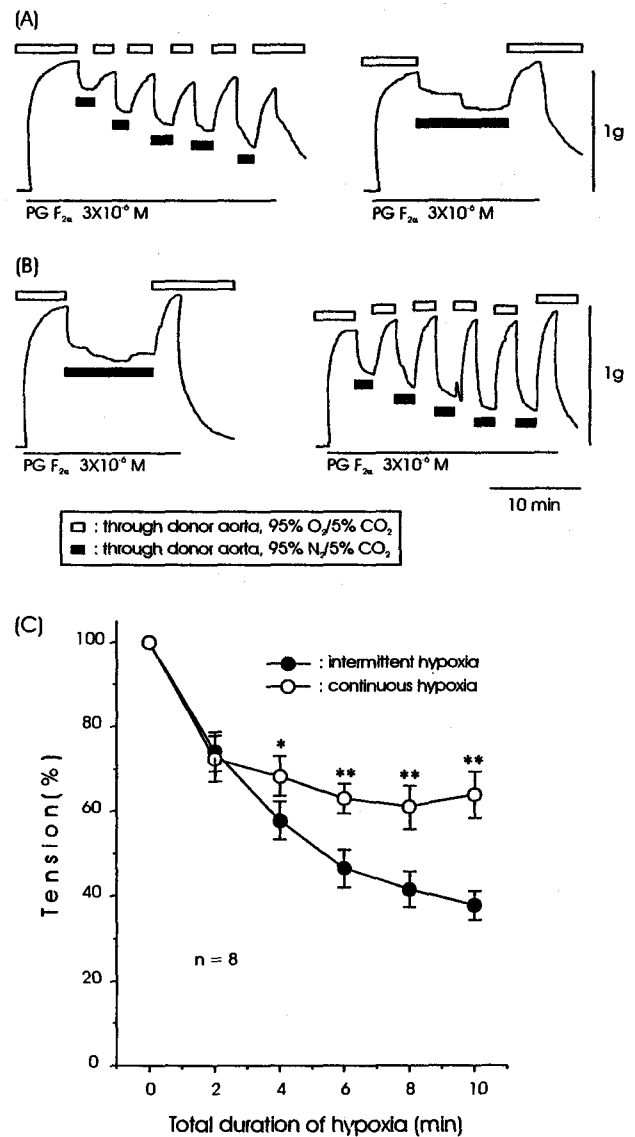 (A)
1g
PG F2α 3X10-6 M
PG F2α 3X10-6 M
(B)
1g
PG F2α 3X10-6 M
PG F2α 3X10-6 M
10 min
: through donor aorta, 95% O2/5% CO2
: through donor aorta, 95% N2/5% CO2
(C)
100
80
60
40
20
0
Tension(%)
: intermittent hypoxia
: continuous hypoxia
*
**
**
**
n = 8
0 2 4 6 8 10
Total duration of hypoxia (min)